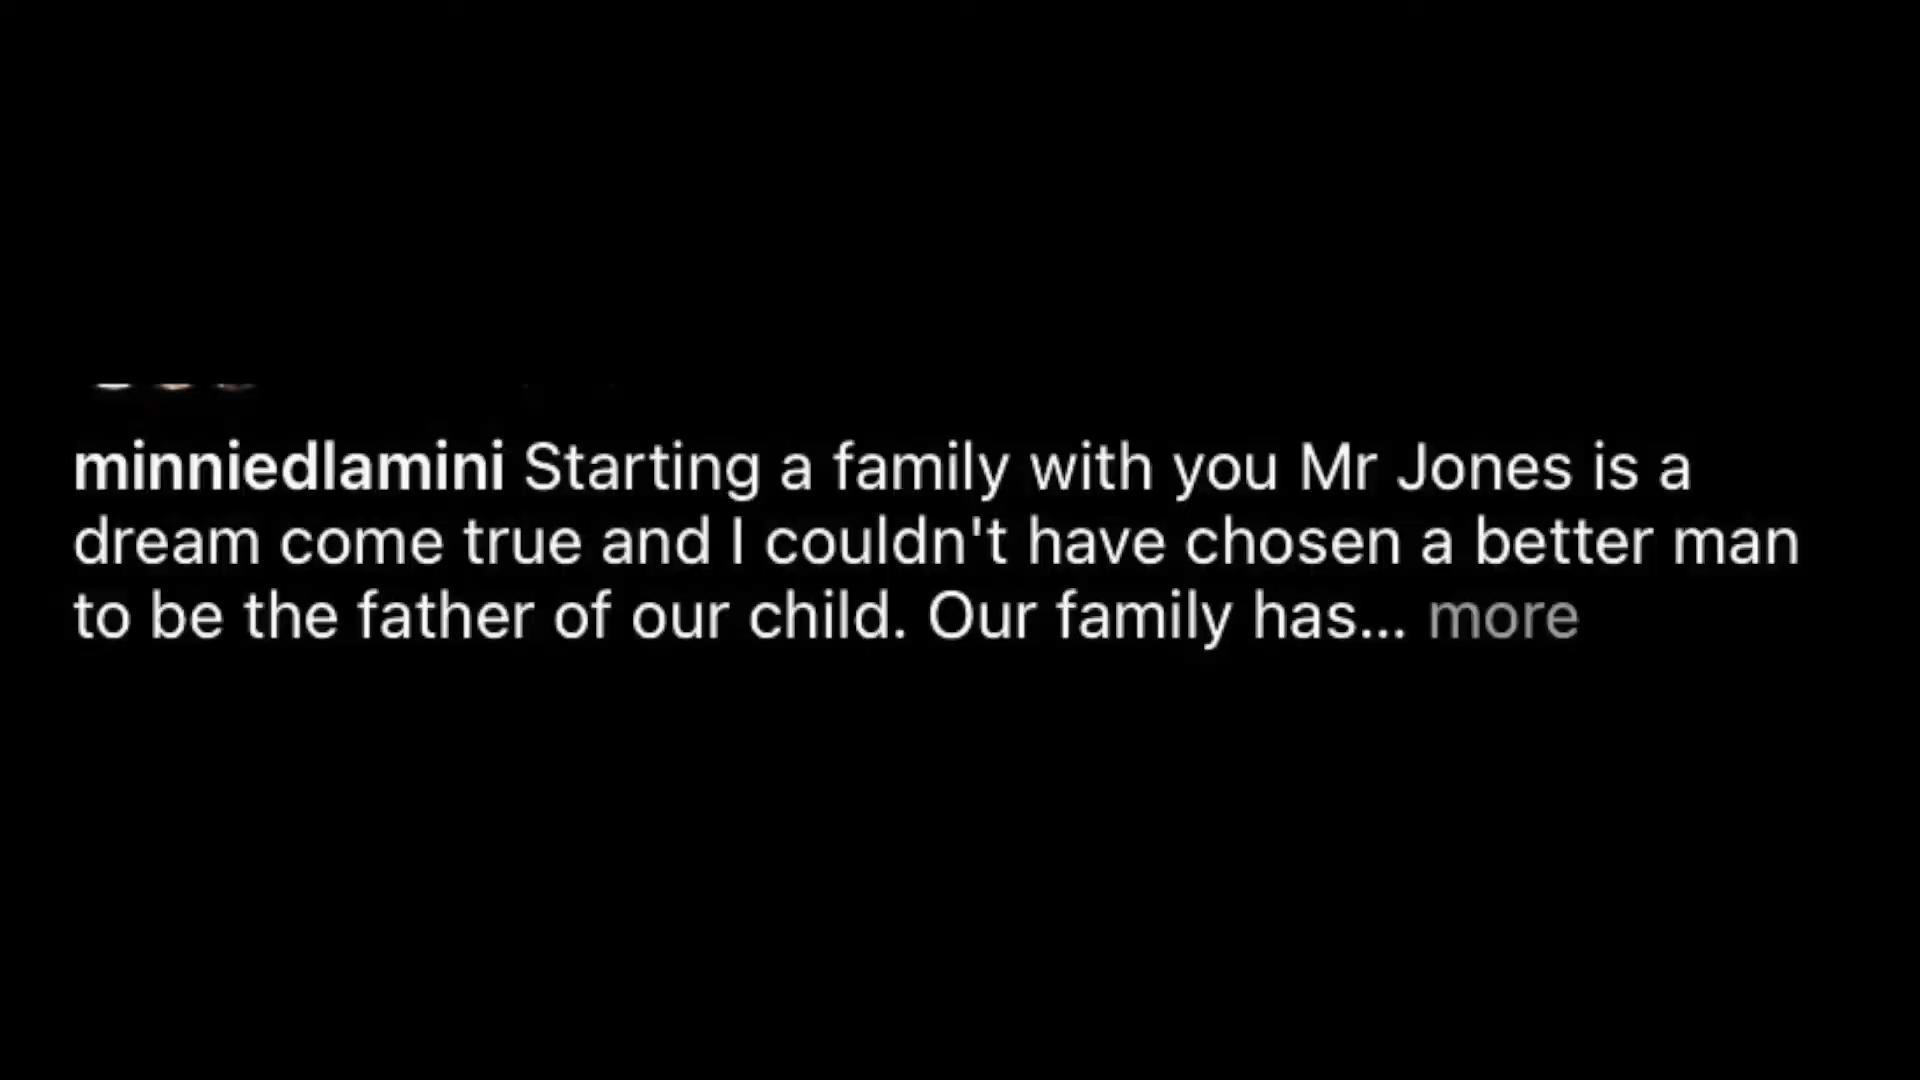 minniedlamini Starting a family with you Mr Jones is a
dream come true and I couldn't have chosen a better man
to be the father of our child. Our family has... more